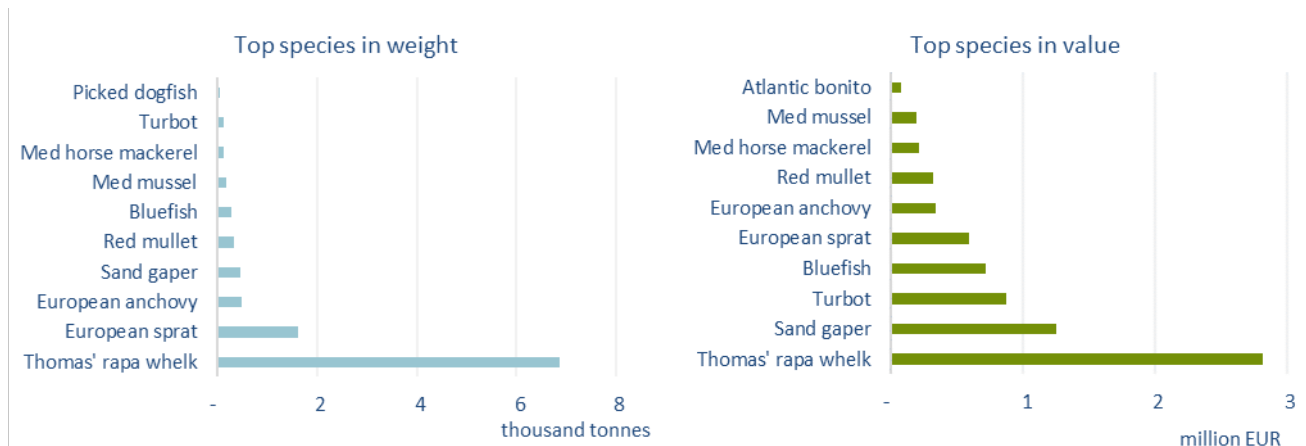 Top species in weight
Picked dogfish
Turbot
Med horse mackerel
Med mussel
Bluefish
Red mullet
Sand gaper
European anchovy
European sprat
Thomas' rapa whelk
- 2 4 6 8
thousand tonnes
Top species in value
Atlantic bonito
Med mussel
Med horse mackerel
Red mullet
European anchovy
European sprat
Bluefish
Turbot
Sand gaper
Thomas' rapa whelk
- 1 2 3
million EUR